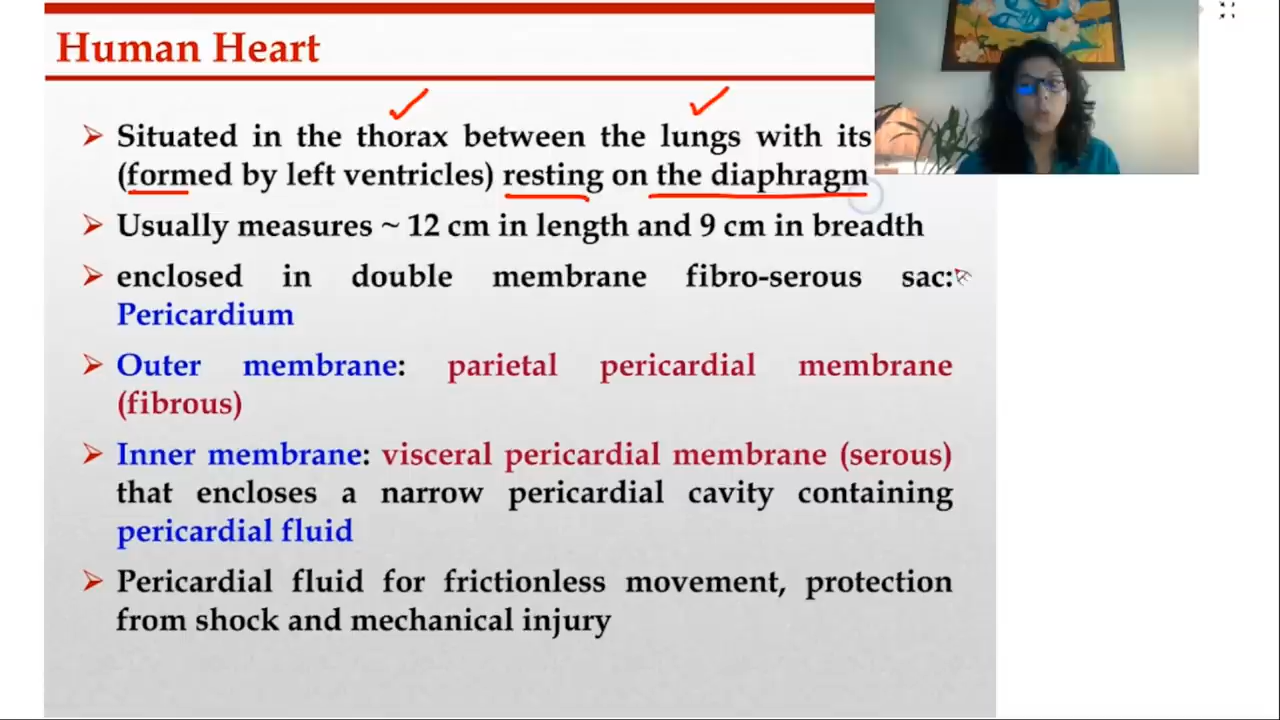 Human Heart
➢ Situated in the thorax between the lungs with its
(formed by left ventricles) resting on the diaphragm
➢ Usually measures ~ 12 cm in length and 9 cm in breadth
➢ enclosed in double membrane fibro-serous sac:
Pericardium
➢ Outer membrane: parietal pericardial membrane
(fibrous)
➢ Inner membrane: visceral pericardial membrane (serous)
that encloses a narrow pericardial cavity containing
pericardial fluid
➢ Pericardial fluid for frictionless movement, protection
from shock and mechanical injury